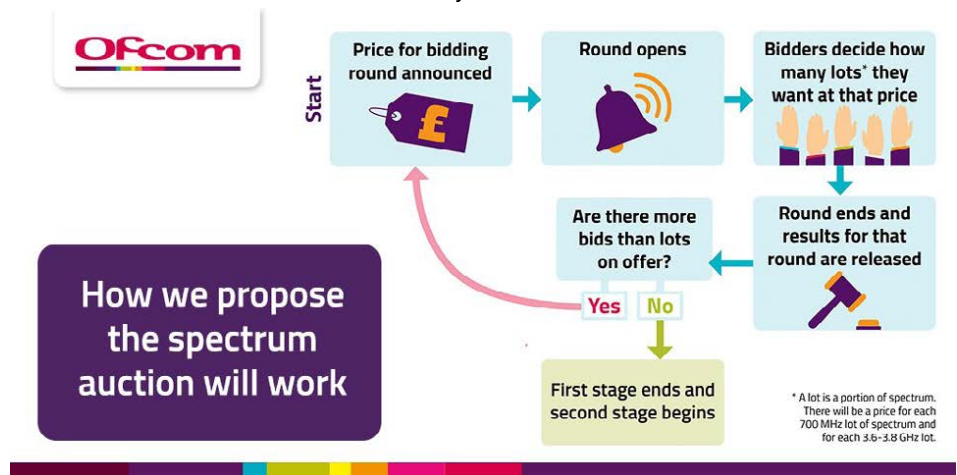 Ofcom
Start
Price for bidding
round announced
£
Round opens
Bidders decide how
many lots* they
want at that price
Round ends and
results for that
round are released
Are there more
bids than lots
on offer?
Yes
No
First stage ends and
second stage begins
How we propose
the spectrum
auction will work
* A lot is a portion of spectrum.
There will be a price for each
700 MHz lot of spectrum and
for each 3.6-3.8 GHz lot.